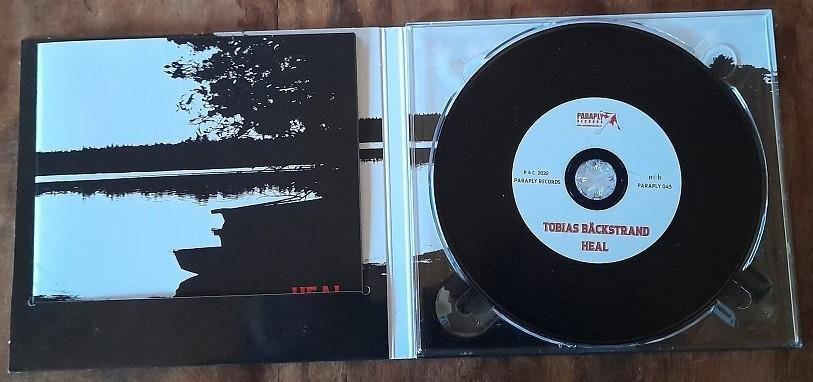 HEAL
PARAPLY
RECORDS
P & C 2022
PARAPLY RECORDS
n©b
PARAPLY 045
TOBIAS BÄCKSTRAND
HEAL